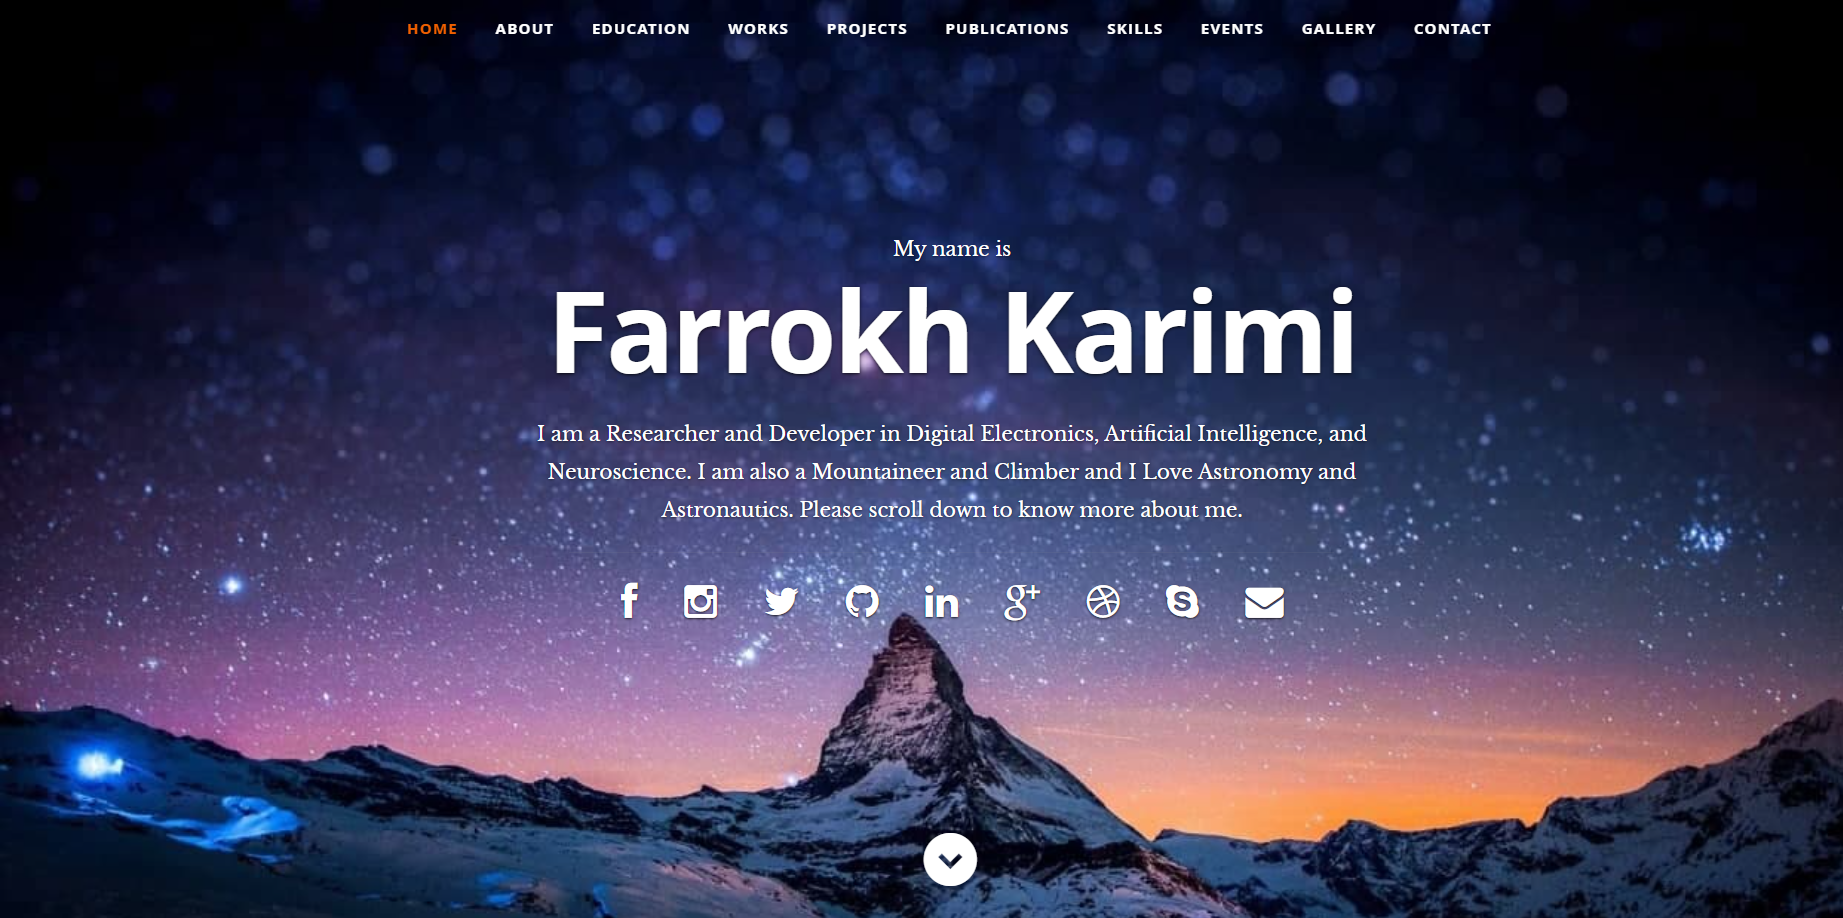 HOME ABOUT EDUCATION WORKS PROJECTS PUBLICATIONS SKILLS EVENTS GALLERY CONTACT
My name is
Farrokh Karimi
I am a Researcher and Developer in Digital Electronics, Artificial Intelligence, and
Neuroscience. I am also a Mountaineer and Climber and I Love Astronomy and
Astronautics. Please scroll down to know more about me.